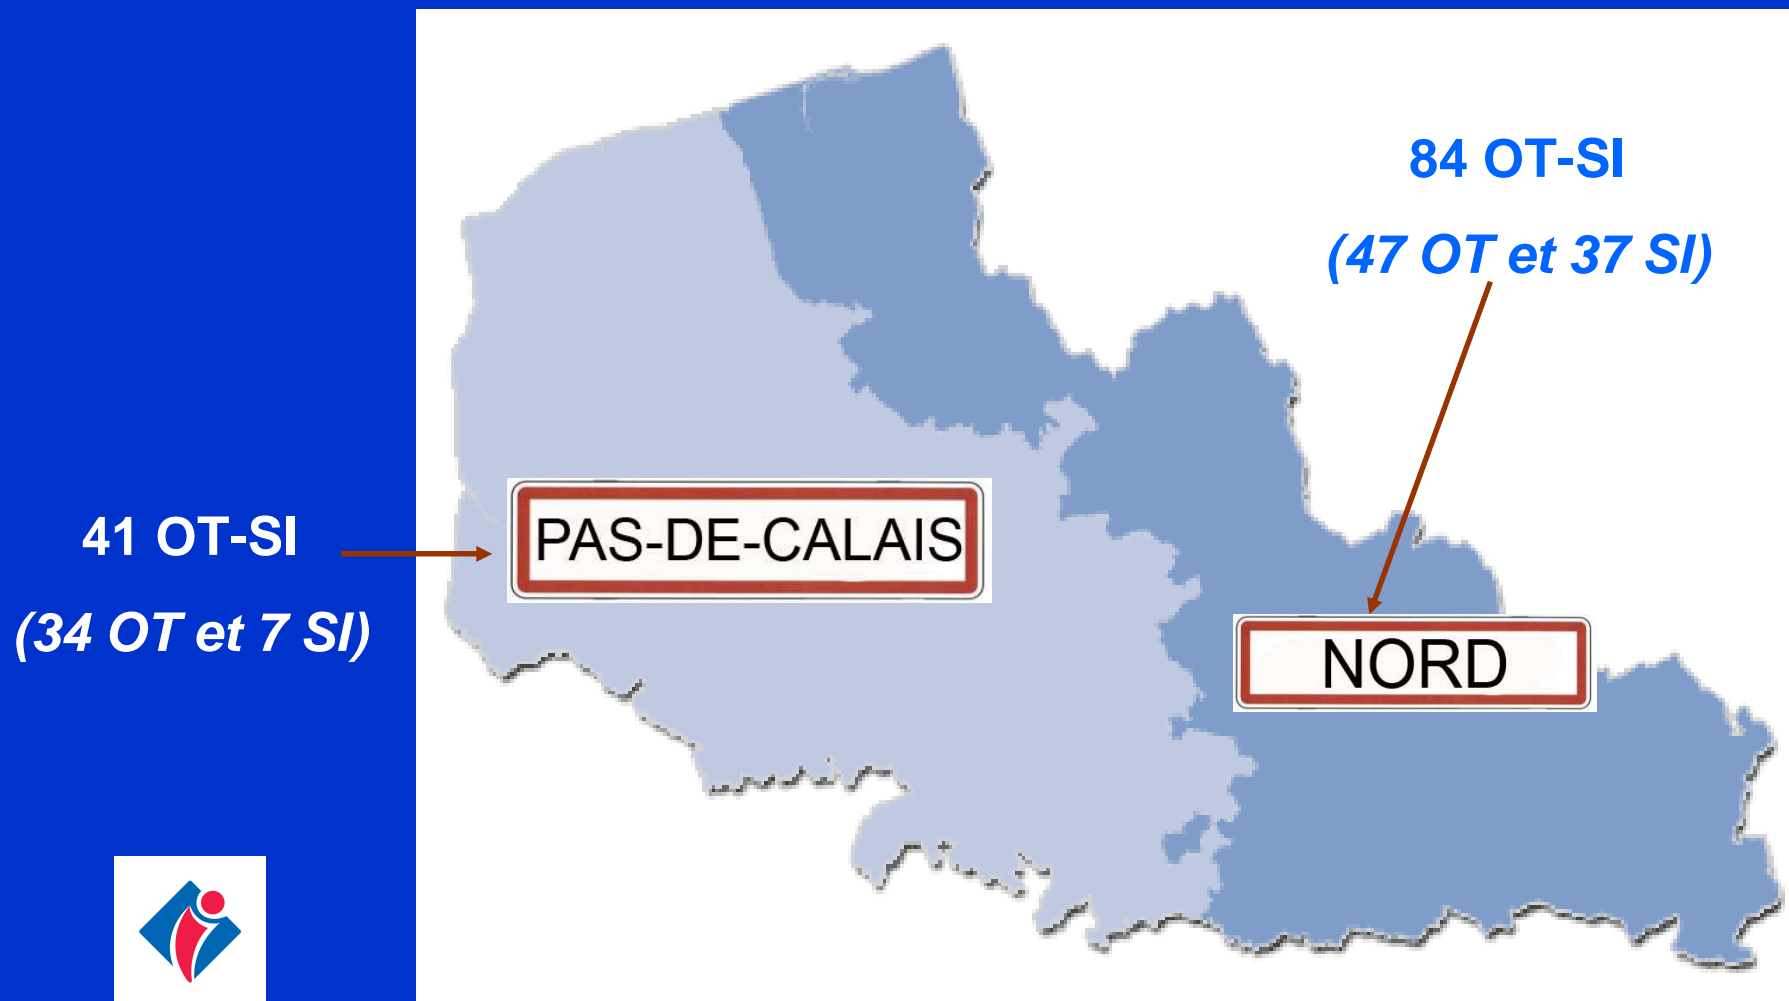 84 OT-SI
(47 OT et 37 SI)
PAS-DE-CALAIS
41 OT-SI
(34 OT et 7 SI)
NORD